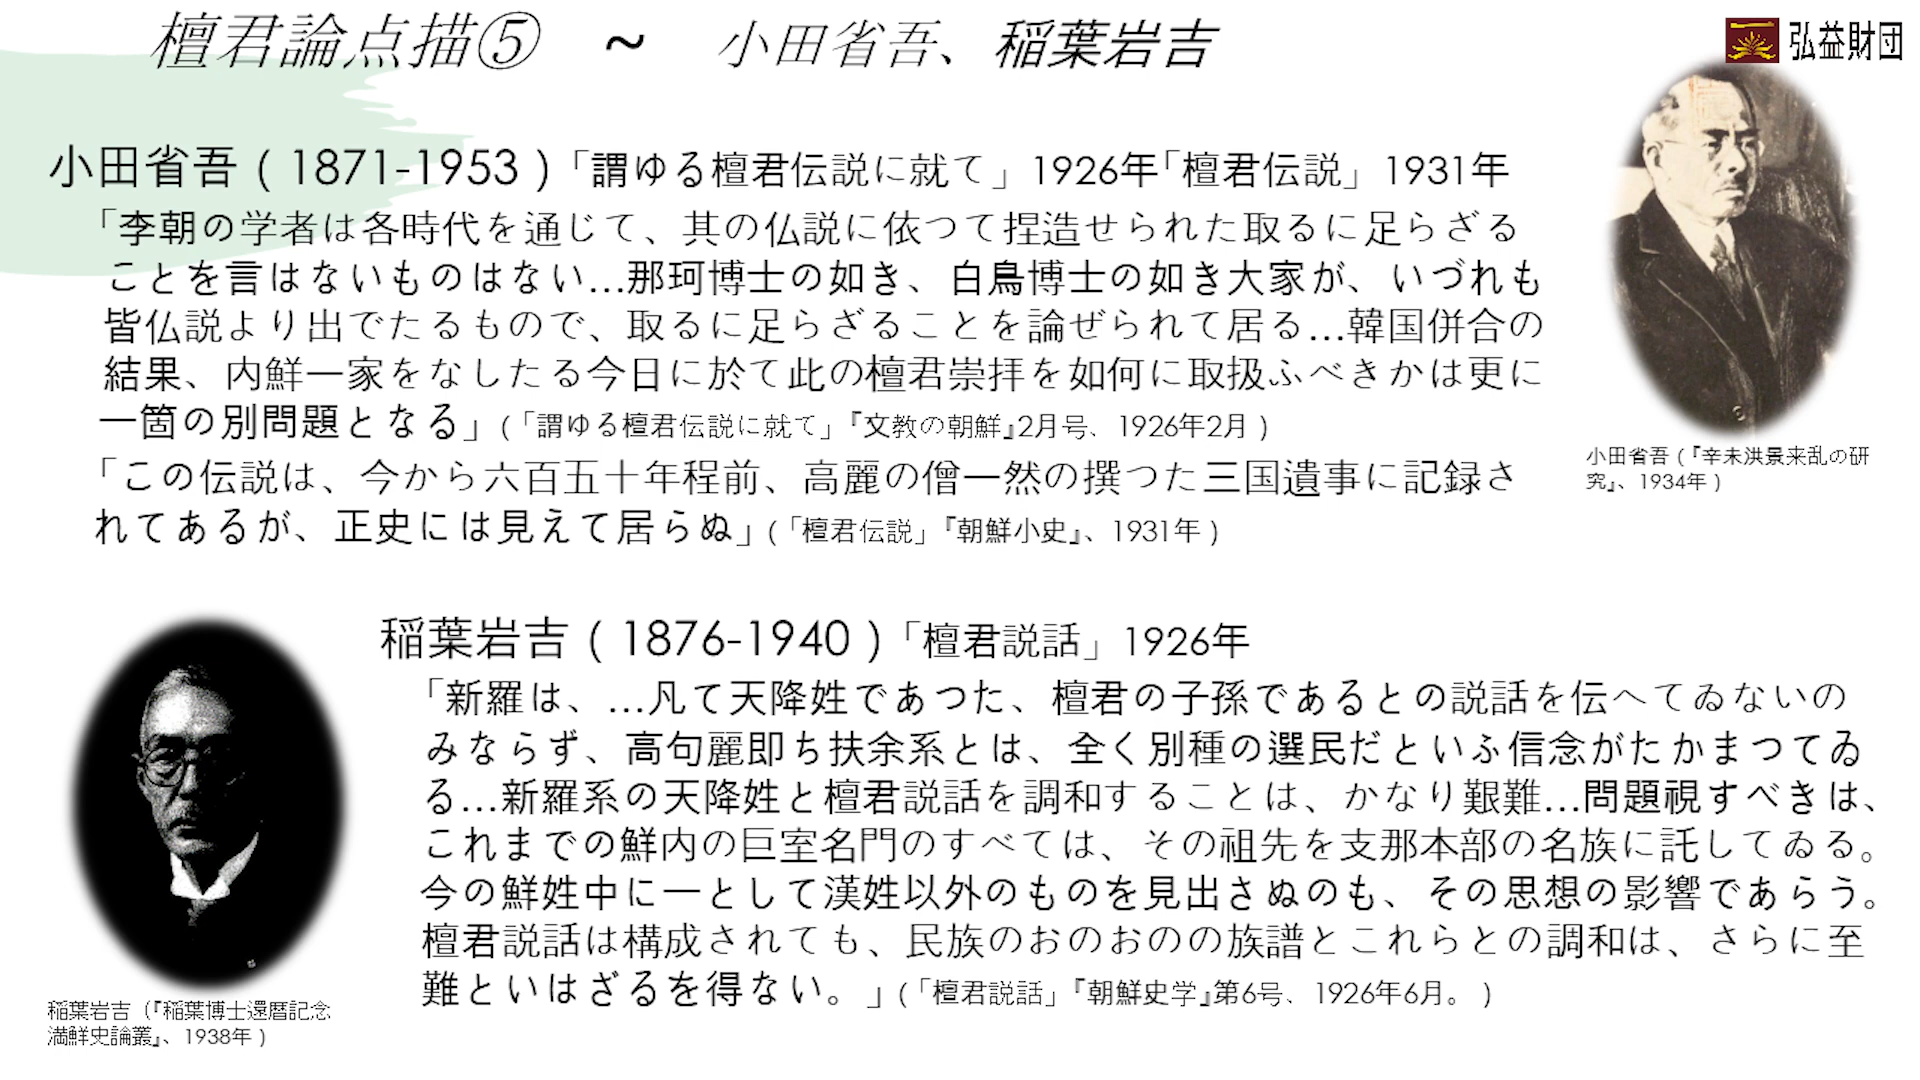 檀君論点描⑤　~　小田省吾、稲葉岩吉
弘益財団
小田省吾 ( 1871-1953 )「謂ゆる檀君伝説に就て」1926年「檀君伝説」1931年
「李朝の学者は各時代を通じて、其の仏説に依つて捏造せられた取るに足らざる
ことを言はないものはない…那珂博士の如き、白鳥博士の如き大家が、いづれも
皆仏説より出でたるもので、取るに足らざることを論ぜられて居る…韓国併合の
結果、内鮮一家をなしたる今日に於て此の檀君崇拝を如何に取扱ふべきかは更に
一箇の別問題となる」(「謂ゆる檀君伝説に就て」『文教の朝鮮』2月号、1926年2月 )
「この伝説は、今から六百五十年程前、高麗の僧一然の撰つた三国遺事に記録さ
れてあるが、正史には見えて居らぬ」(「檀君伝説」『朝鮮小史』、1931年 )
小田省吾 (『辛未洪景来乱の研
究』、1934年 )
稲葉岩吉 ( 1876-1940 )「檀君説話」1926年
「新羅は、…凡て天降姓であつた、檀君の子孫であるとの説話を伝へてゐないの
みならず、高句麗即ち扶余系とは、全く別種の選民だといふ信念がたかまつてゐ
る…新羅系の天降姓と檀君説話を調和することは、かなり艱難…問題視すべきは、
これまでの鮮内の巨室名門のすべては、その祖先を支那本部の名族に託してゐる。
今の鮮姓中に一として漢姓以外のものを見出さぬのも、その思想の影響であらう。
檀君説話は構成されても、民族のおのおのの族譜とこれらとの調和は、さらに至
難といはざるを得ない。」(「檀君説話」『朝鮮史学』第6号、1926年6月。 )
稲葉岩吉（『稲葉博士還暦記念
満鮮史論叢』、1938年 )